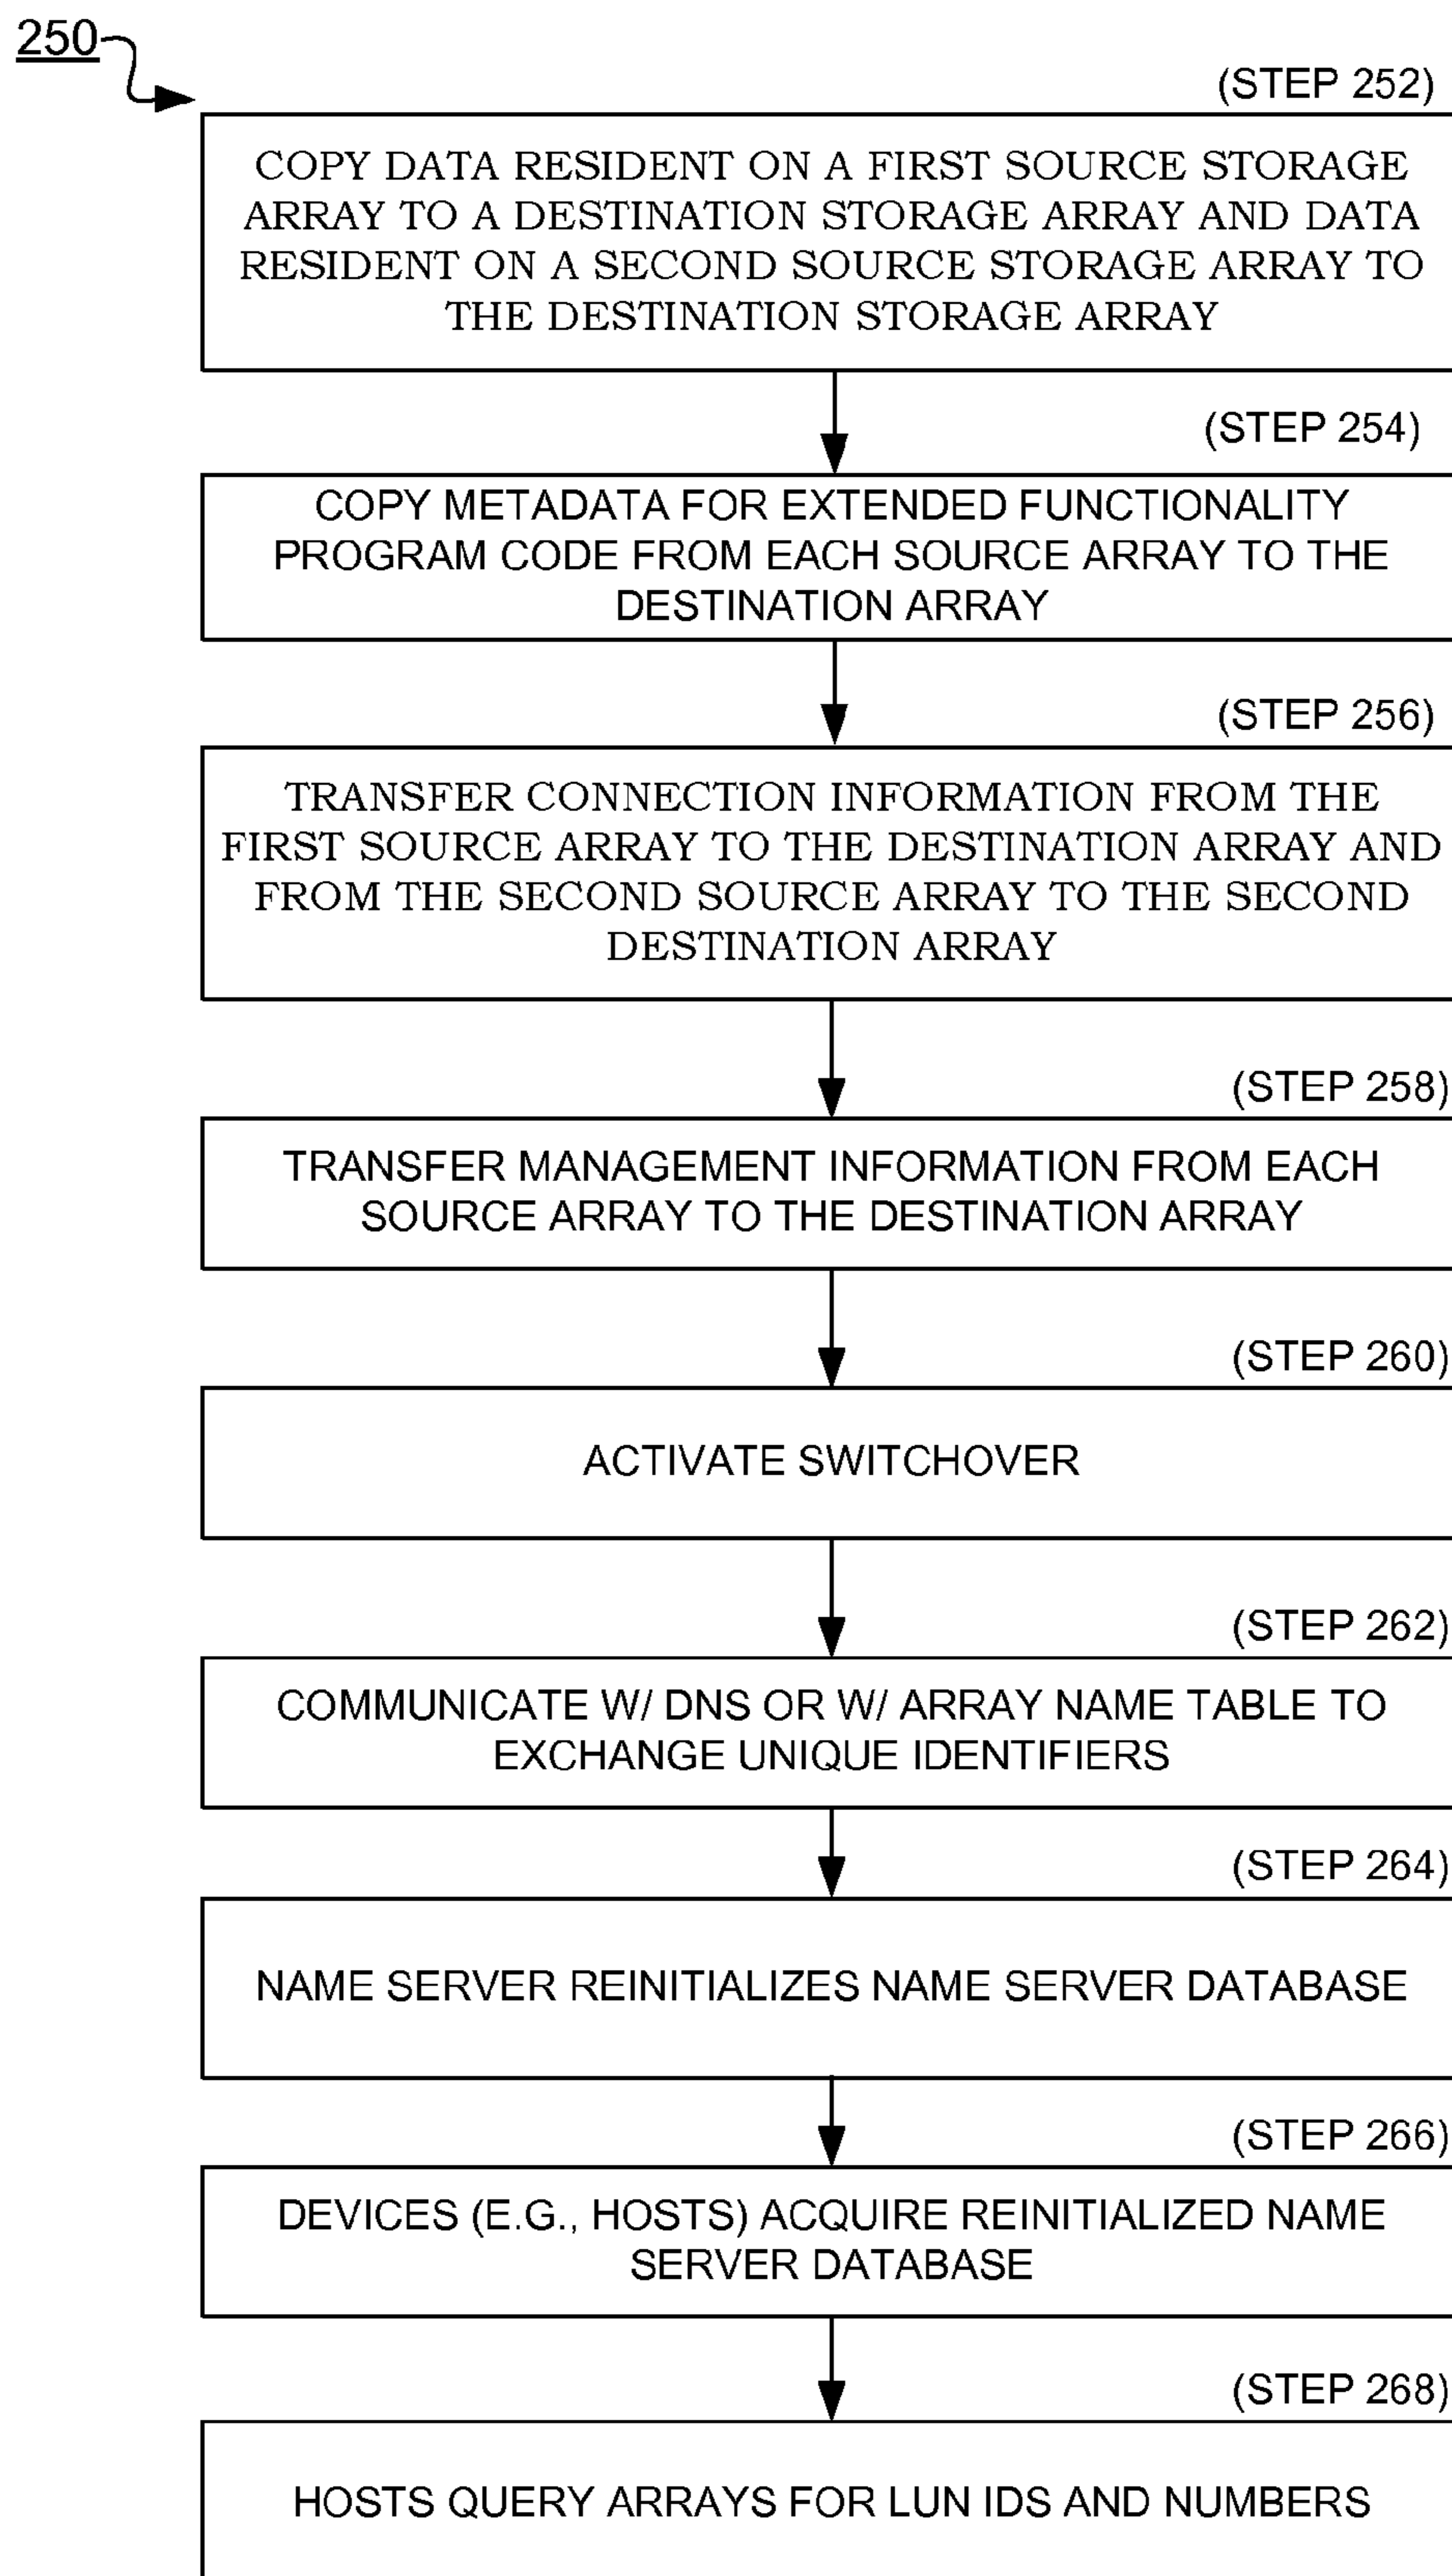 250
(STEP 252)
COPY DATA RESIDENT ON A FIRST SOURCE STORAGE
ARRAY TO A DESTINATION STORAGE ARRAY AND DATA
RESIDENT ON A SECOND SOURCE STORAGE ARRAY TO
THE DESTINATION STORAGE ARRAY
(STEP 254)
COPY METADATA FOR EXTENDED FUNCTIONALITY
PROGRAM CODE FROM EACH SOURCE ARRAY TO THE
DESTINATION ARRAY
(STEP 256)
TRANSFER CONNECTION INFORMATION FROM THE
FIRST SOURCE ARRAY TO THE DESTINATION ARRAY AND
FROM THE SECOND SOURCE ARRAY TO THE SECOND
DESTINATION ARRAY
(STEP 258)
TRANSFER MANAGEMENT INFORMATION FROM EACH
SOURCE ARRAY TO THE DESTINATION ARRAY
(STEP 260)
ACTIVATE SWITCHOVER
(STEP 262)
COMMUNICATE W/ DNS OR W/ ARRAY NAME TABLE TO
EXCHANGE UNIQUE IDENTIFIERS
(STEP 264)
NAME SERVER REINITIALIZES NAME SERVER DATABASE
(STEP 266)
DEVICES (E.G., HOSTS) ACQUIRE REINITIALIZED NAME
SERVER DATABASE
(STEP 268)
HOSTS QUERY ARRAYS FOR LUN IDS AND NUMBERS